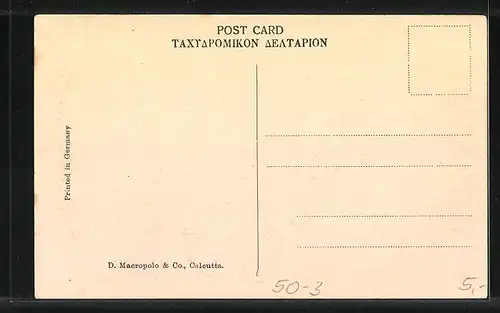 POST CARD
ΤΑΧΥΔΡΟΜΙΚΟΝ ΔΕΛΤΑΡΙΟΝ
Printed in Germany
D. Macropolo & Co., Calcutta.
50-3
5,-